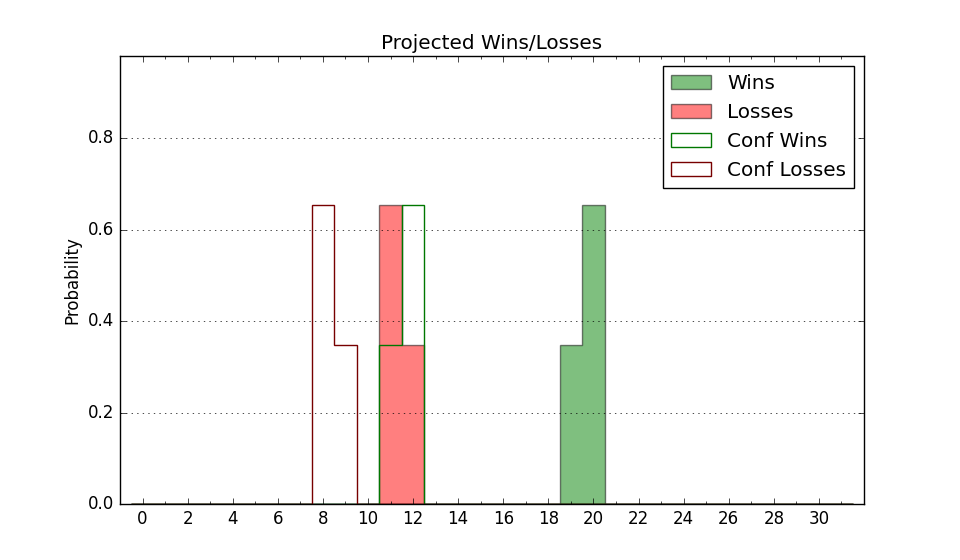 Projected Wins/Losses
Wins
Losses
Conf Wins
Conf Losses
Probability
0.8
0.6
0.4
0.2
0.0
0 2 4 6 8 10 12 14 16 18 20 22 24 26 28 30